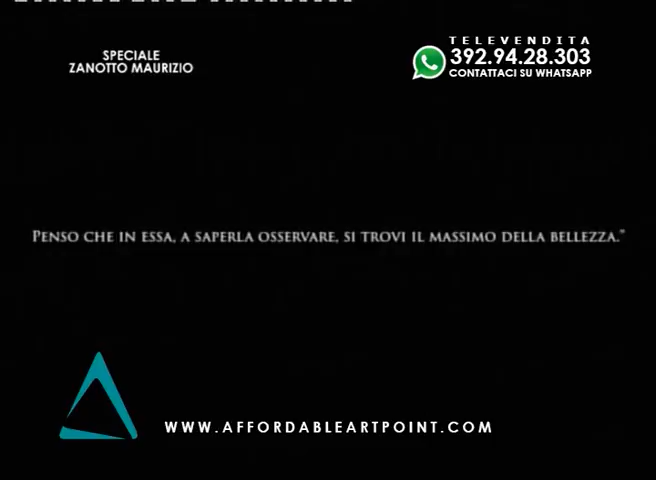 TELEVENDITA
SPECIALE
ZANOTTO MAURIZIO
392.94.28.303
CONTATTACI SU WHATSAPP
PENSO CHE IN ESSA, A SAPERLA OSSERVARE, SI TROVI IL MASSIMO DELLA BELLEZZA."
WWW.AFFORDABLEARTPOINT.COM